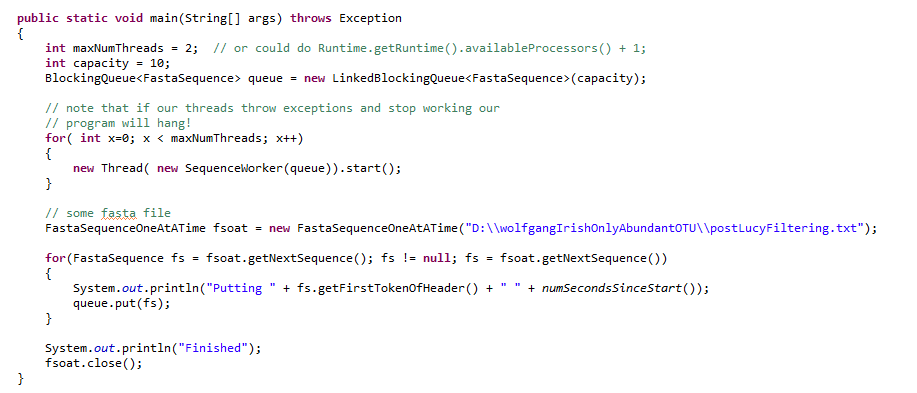 public static void main(String[] args) throws Exception
{
    int maxNumThreads = 2;  // or could do Runtime.getRuntime().availableProcessors() + 1;
    int capacity = 10;
    BlockingQueue<FastaSequence> queue = new LinkedBlockingQueue<FastaSequence>(capacity);

    // note that if our threads throw exceptions and stop working our
    // program will hang!
    for( int x=0; x < maxNumThreads; x++)
    {
        new Thread( new SequenceWorker(queue)).start();
    }

    // some fasta file
    FastaSequenceOneAtATime fsoat = new FastaSequenceOneAtATime("D:\\wolfgangIrishOnlyAbundantOTU\\postLucyFiltering.txt");

    for(FastaSequence fs = fsoat.getNextSequence(); fs != null; fs = fsoat.getNextSequence())
    {
        System.out.println("Putting " + fs.getFirstTokenOfHeader() + " " + numSecondsSinceStart());
        queue.put(fs);
    }

    System.out.println("Finished");
    fsoat.close();
}